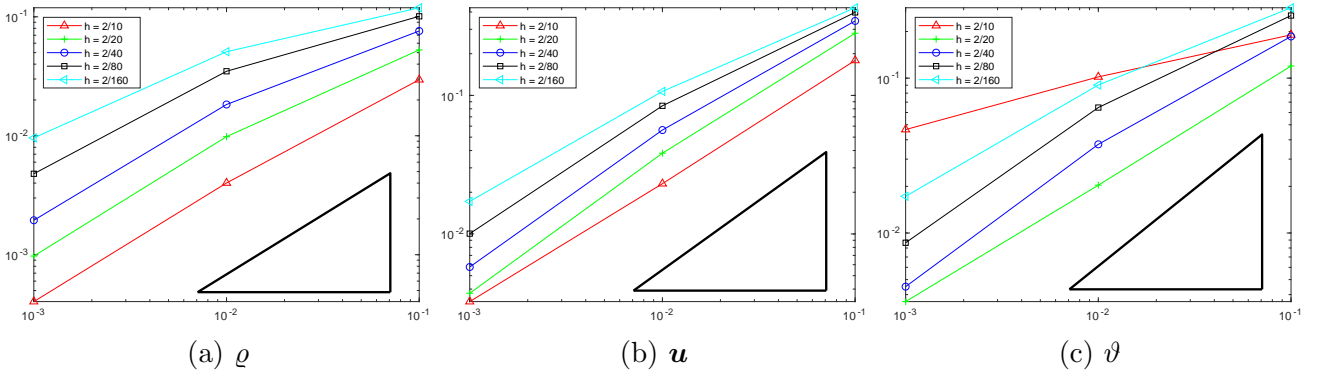 10^-1
10^-2
10^-3
h = 2/10
h = 2/20
h = 2/40
h = 2/80
h = 2/160
10^-3
10^-2
10^-1
(a) ϱ
10^-1
10^-2
h = 2/10
h = 2/20
h = 2/40
h = 2/80
h = 2/160
10^-3
10^-2
10^-1
(b) u
10^-1
10^-2
h = 2/10
h = 2/20
h = 2/40
h = 2/80
h = 2/160
10^-3
10^-2
10^-1
(c) ϑ